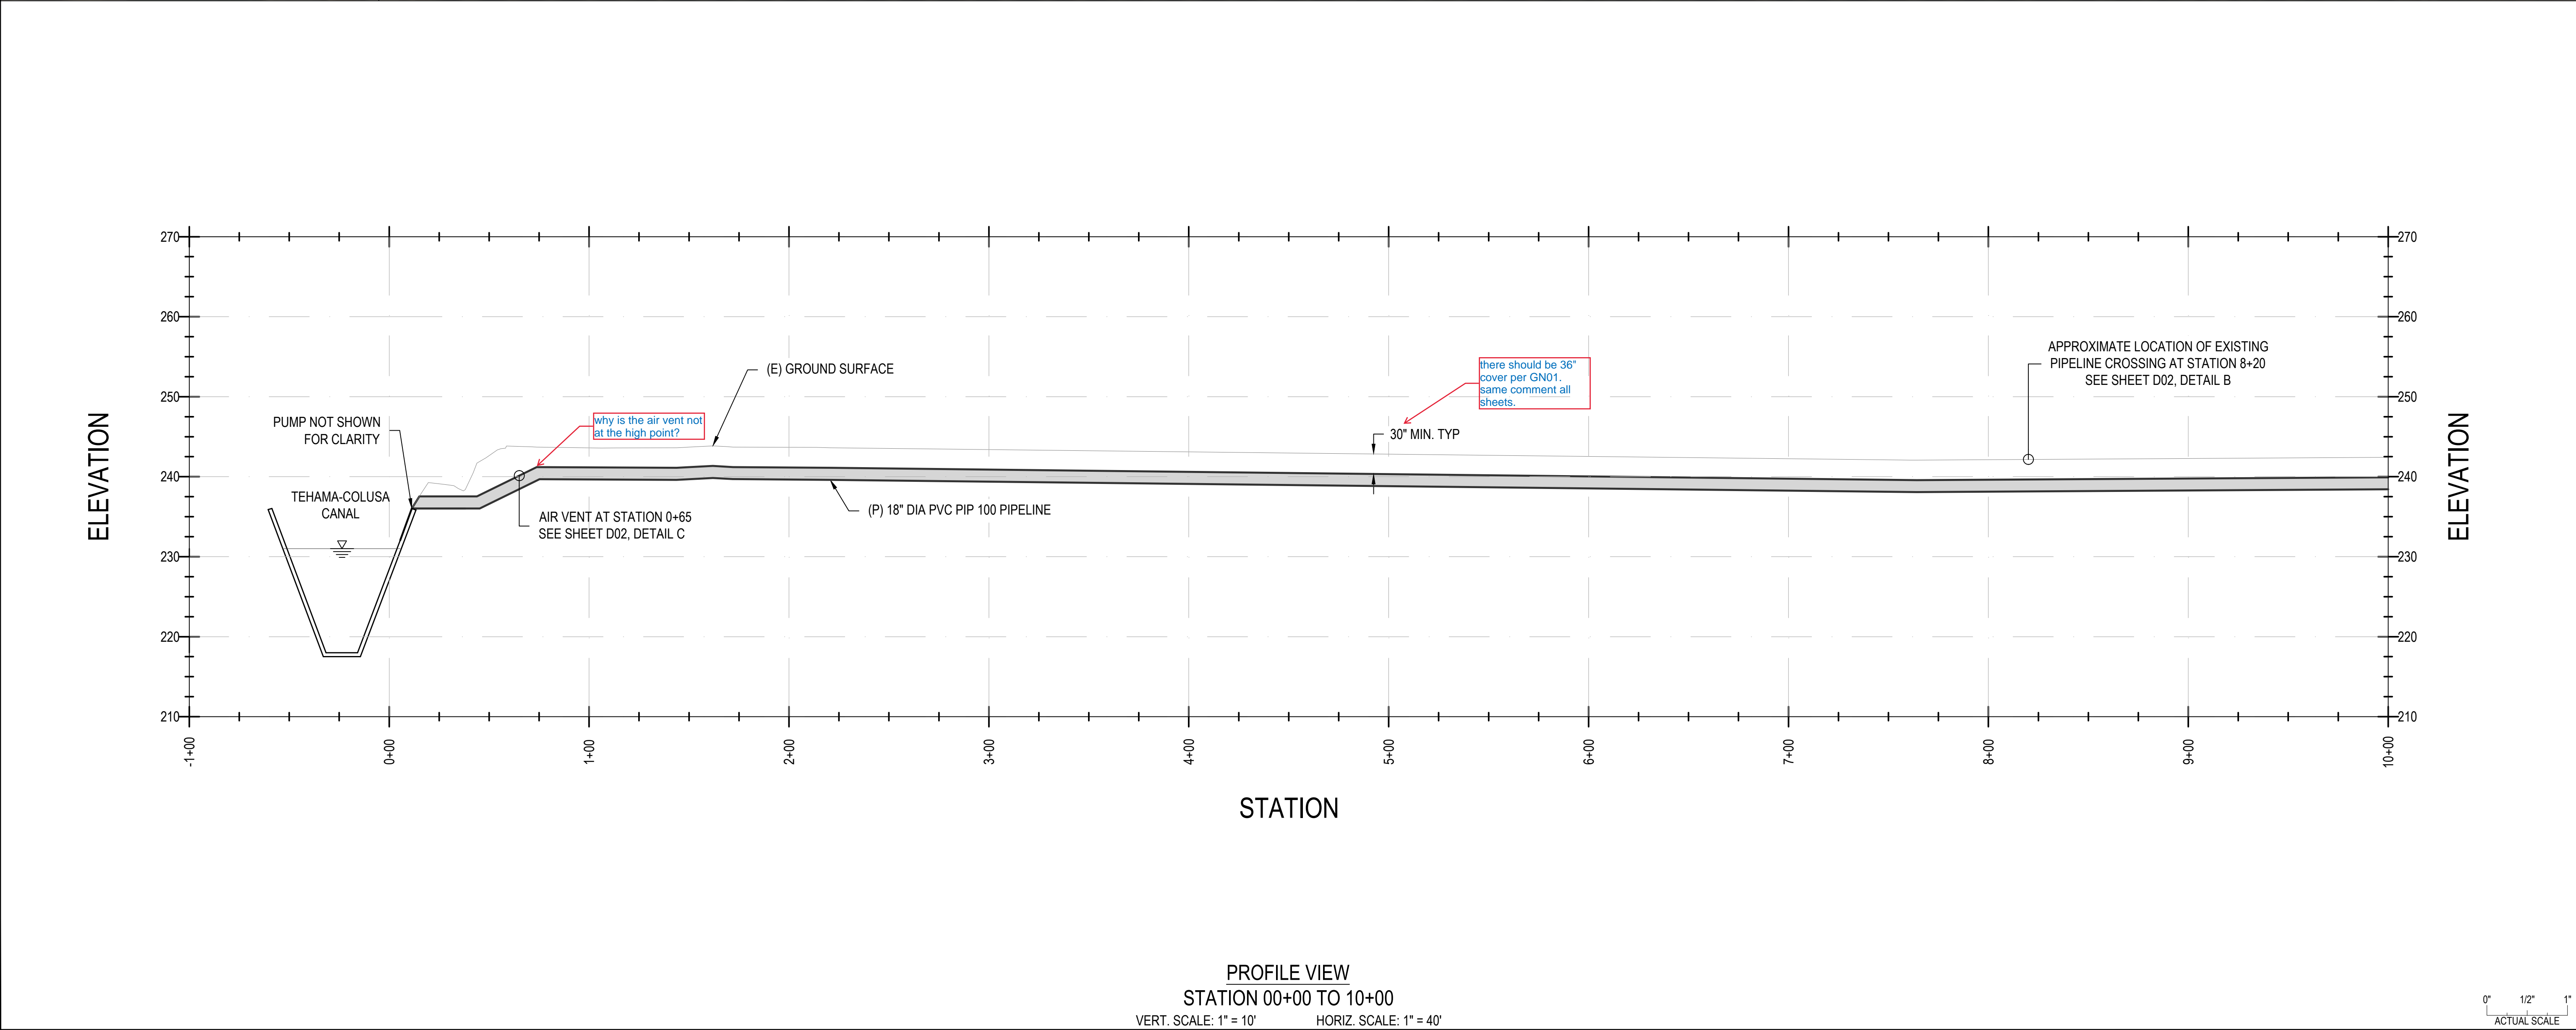 270
270
260
260
APPROXIMATE LOCATION OF EXISTING
PIPELINE CROSSING AT STATION 8+20
SEE SHEET D02, DETAIL B
(E) GROUND SURFACE
there should be 36"
cover per GN01.
same comment all
sheets.
250
250
PUMP NOT SHOWN
FOR CLARITY
why is the air vent not
at the high point?
30" MIN. TYP
ELEVATION
ELEVATION
240
240
TEHAMA-COLUSA
CANAL
AIR VENT AT STATION 0+65
SEE SHEET D02, DETAIL C
(P) 18" DIA PVC PIP 100 PIPELINE
230
230
220
220
210
210
-1+00
0+00
1+00
2+00
3+00
4+00
5+00
6+00
7+00
8+00
9+00
10+00
STATION
PROFILE VIEW
STATION 00+00 TO 10+00
VERT. SCALE: 1" = 10' HORIZ. SCALE: 1" = 40'
0" 1/2" 1"
ACTUAL SCALE